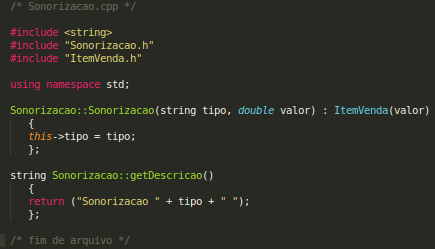 /* Sonorizacao.cpp */
#include <string>
#include "Sonorizacao.h"
#include "ItemVenda.h"
using namespace std;
Sonorizacao::Sonorizacao(string tipo, double valor) : ItemVenda(valor)
{
this->tipo = tipo;
};
string Sonorizacao::getDescricao()
{
return ("Sonorizacao " + tipo + " ");
};
/* fim de arquivo */